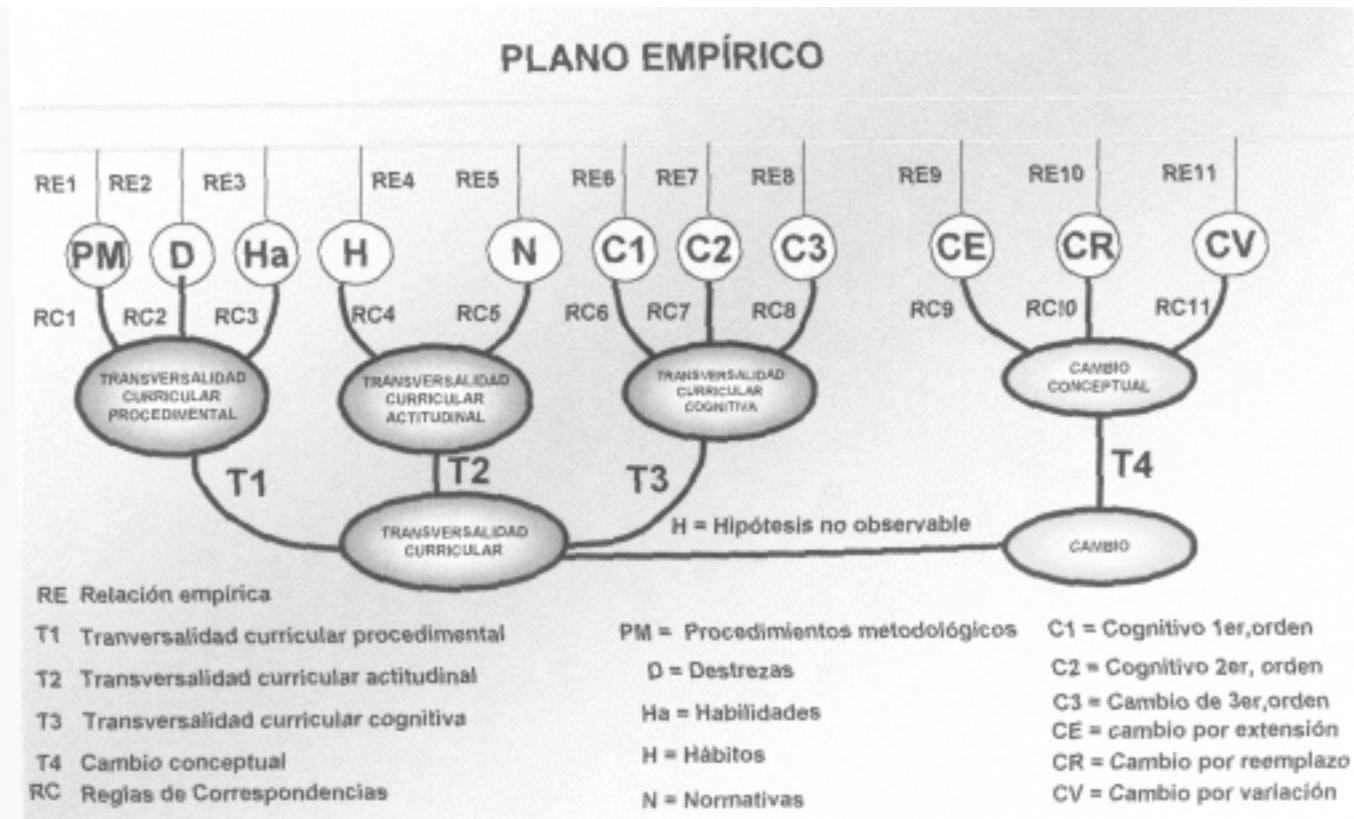 PLANO EMPÍRICO
RE1 RE2 RE3 RE4 RE5 RE6 RE7 RE8 RE9 RE10 RE11
PM D Ha H N C1 C2 C3 CE CR CV
RC1 RC2 RC3 RC4 RC5 RC6 RC7 RC8 RC9 RC!0 RC11
TRANSVERSALIDAD
CURRICULAR
PROCEDIMENTAL
TRANSVERSALIDAD
CURRICULAR
ACTITUDINAL
TRANSVERSALIDAD
CURRICULAR
COGNITIVA
CAMBIO
CONCEPTUAL
T1 T2 T3 T4
TRANSVERSALIDAD
CURRICULAR
H = Hipótesis no observable
CAMBIO
RE Relación empírica
T1 Tranversalidad curricular procedimental
T2 Transversalidad curricular actitudinal
T3 Transversalidad curricular cognitiva
T4 Cambio conceptual
RC Reglas de Correspondencias
PM = Procedimientos metodológicos
D = Destrezas
Ha = Habilidades
H = Hábitos
N = Normativas
C1 = Cognitivo 1er,orden
C2 = Cognitivo 2er, orden
C3 = Cambio de 3er,orden
CE = cambio por extensión
CR = Cambio por reemplazo
CV = Cambio por variación